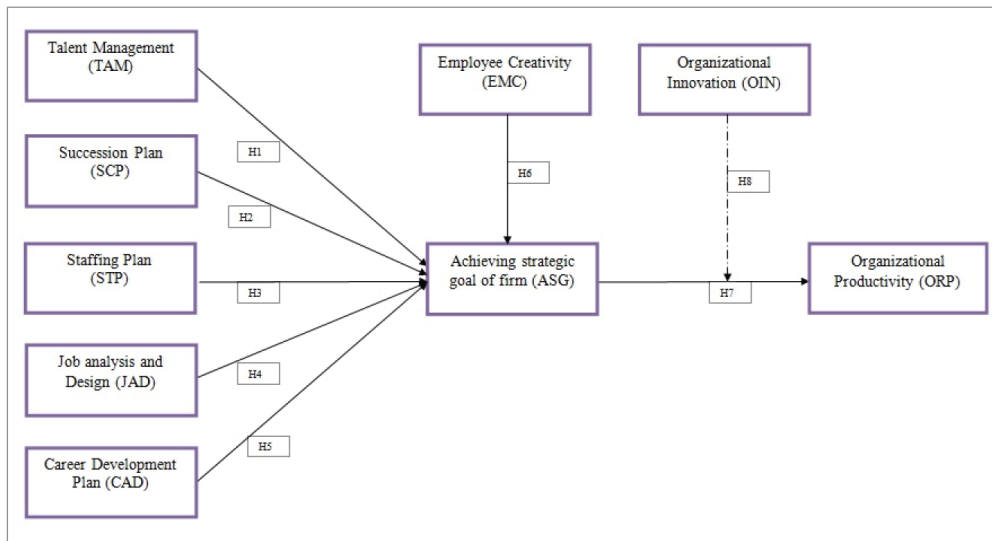 Talent Management
(TAM)
Employee Creativity
(EMC)
Organizational
Innovation (OIN)
H1
Succession Plan
(SCP)
H6
H8
H2
Staffing Plan
(STP)
Achieving strategic
goal of firm (ASG)
Organizational
Productivity (ORP)
H3
H7
Job analysis and
Design (JAD)
H4
H5
Career Development
Plan (CAD)